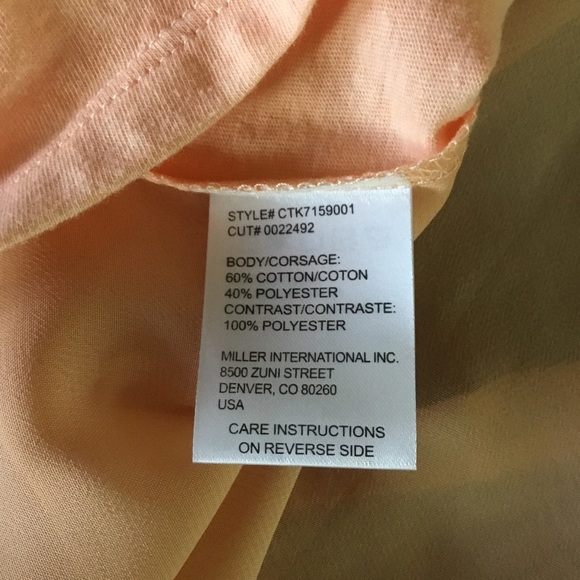 STYLE# CTK7159001
CUT# 0022492
BODY/CORSAGE:
60% COTTON/COTON
40% POLYESTER
CONTRAST/CONTRASTE:
100% POLYESTER
MILLER INTERNATIONAL INC.
8500 ZUNI STREET
DENVER, CO 80260
USA
CARE INSTRUCTIONS
ON REVERSE SIDE